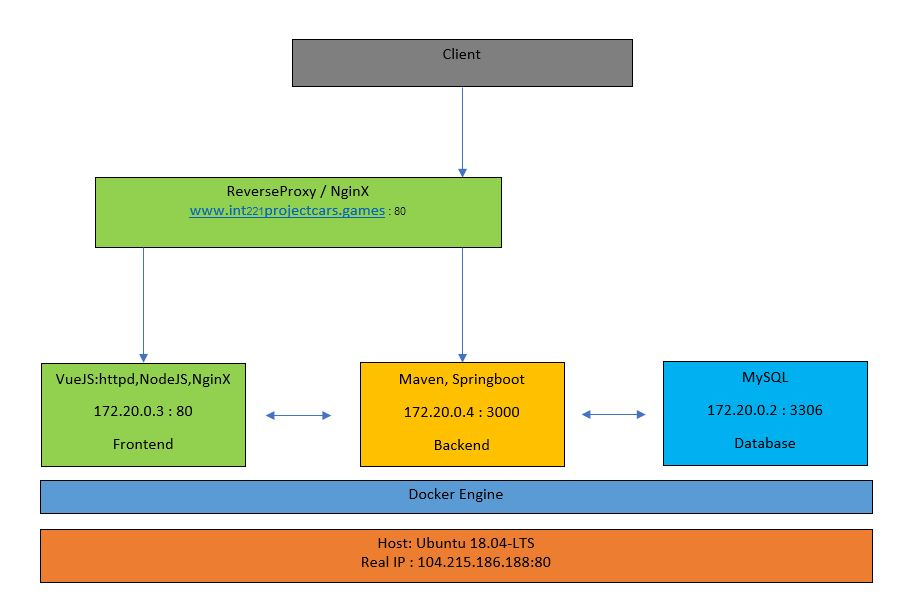 Client
ReverseProxy / NginX
www.int221projectcars.games : 80
VueJS:httpd,NodeJS,NginX
172.20.0.3 : 80
Frontend
Maven, Springboot
172.20.0.4 : 3000
Backend
MySQL
172.20.0.2 : 3306
Database
Docker Engine
Host: Ubuntu 18.04-LTS
Real IP : 104.215.186.188:80